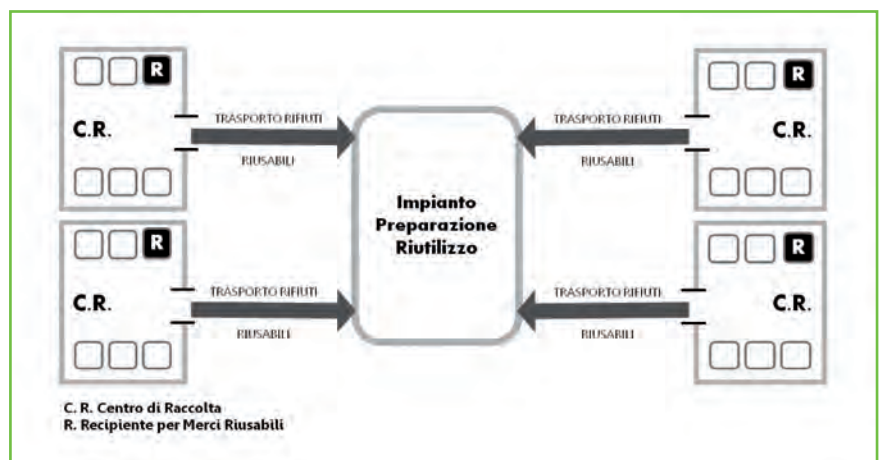 R
C.R.
TRASPORTO RIFIUTI
RIUSABILI
R
C.R.
TRASPORTO RIFIUTI
RIUSABILI
Impianto
Preparazione
Riutilizzo
TRASPORTO RIFIUTI
RIUSABILI
R
C.R.
TRASPORTO RIFIUTI
RIUSABILI
R
C.R.
C. R. Centro di Raccolta
R. Recipiente per Merci Riusabili